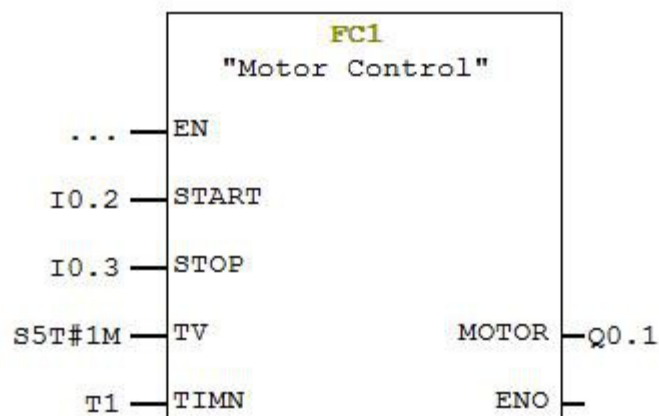 FC1
"Motor Control"
... EN
I0.2 START
I0.3 STOP
S5T#1M TV MOTOR Q0.1
T1 TIMN ENO